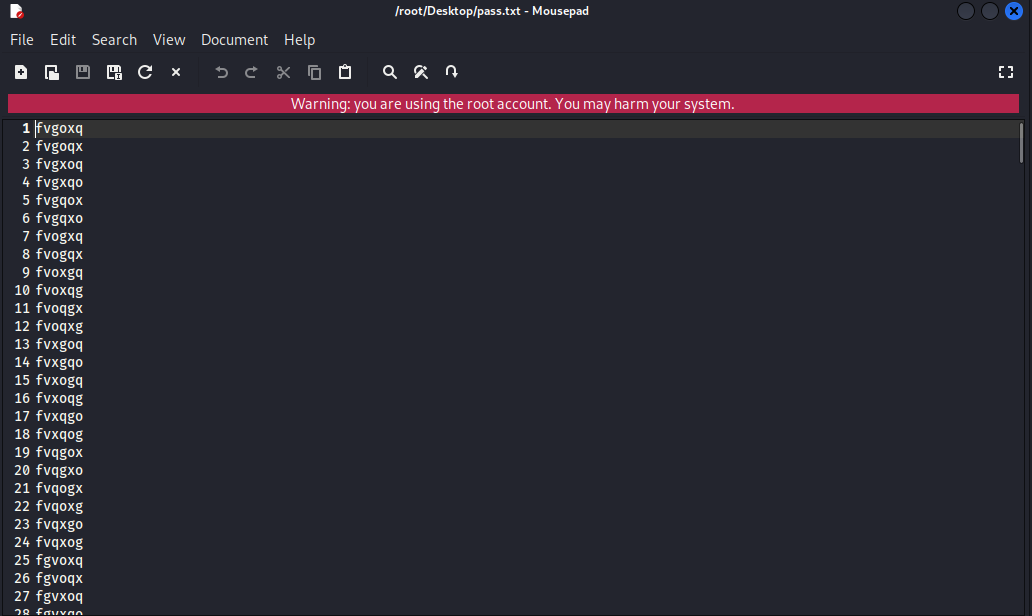 /root/Desktop/pass.txt - Mousepad
File Edit Search View Document Help
Warning: you are using the root account. You may harm your system.
1 fvgoxq
2 fvgoqx
3 fvgxoq
4 fvgxqo
5 fvgqox
6 fvgqxo
7 fvogxq
8 fvogqx
9 fvoxgq
10 fvoxqg
11 fvoqgx
12 fvoqxg
13 fvxgoq
14 fvxgqo
15 fvxogq
16 fvxoqg
17 fvxqgo
18 fvxqog
19 fvqgox
20 fvqgxo
21 fvqogx
22 fvqoxg
23 fvqxgo
24 fvqxog
25 fgvoxq
26 fgvoqx
27 fgvxoq
28 fgvxqo